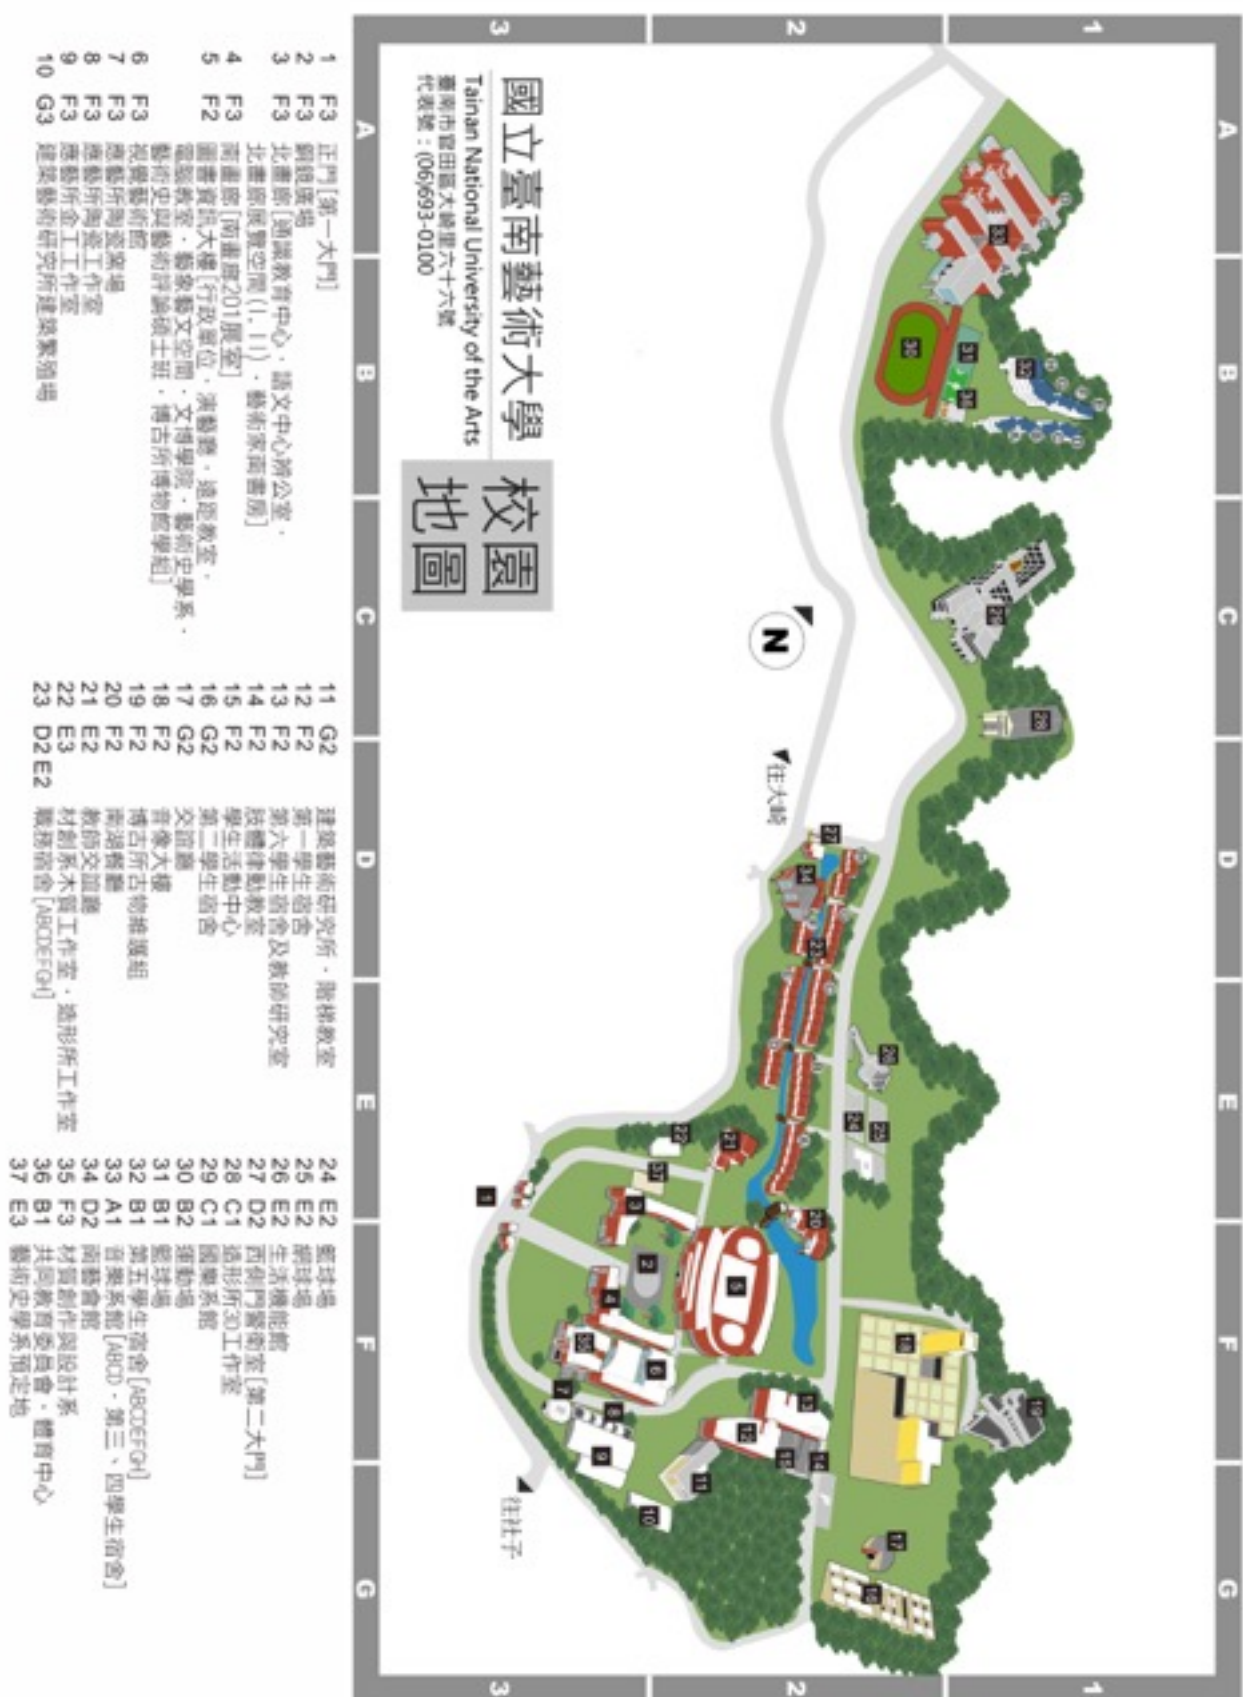 國立臺南藝術大學
Tainan National University of the Arts
臺南市官田區大崎里六十六號
代表號：(06)693-0100
校園
地圖
A
B
C
D
E
F
G
1
2
3
N
往大崎
往社子
1 F3 正門[第一大門]
2 F3
3 F3 北畫廊[通識教育中心．語文中心辦公室．
北畫廊展覽空間(I, II)．藝術家南書房]
4 F3 南畫廊[南畫廊201展室]
5 F2 圖書資訊大樓[行政單位．演藝廳．遠距教室．
電腦教室．藝象藝文空間．文博學院．藝術史學系．
藝術史與藝術評論碩士班．博古所博物館學組]
6 F3 視覺藝術館
7 F3 應藝所陶瓷窯場
8 F3 應藝所陶瓷工作室
9 F3 應藝所金工工作室
10 G3 建築藝術研究所建築繁殖場
11 G2 建築藝術研究所．階梯教室
12 F2 第一學生宿舍
13 F2 第六學生宿舍及教師研究室
14 F2 肢體律動教室
15 F2 學生活動中心
16 G2 第二學生宿舍
17 G2 交誼廳
18 F2 音像大樓
19 F2 博古所古物維護組
20 F2 南湖餐廳
21 E2 教師交誼廳
22 E3 材創系木質工作室．造形所工作室
23 D2 E2 職務宿舍[ABCDEFGH]
24 E2 籃球場
25 E2 網球場
26 E2 生活機能館
27 D2 西側門警衛室[第二大門]
28 C1 造形所3D工作室
29 C1 國樂系館
30 B2 運動場
31 B1 籃球場
32 B1 第五學生宿舍[ABCDEFGH]
33 A1 音樂系館[ABCD．第三、四學生宿舍]
34 D2 南藝會館
35 F3 材質創作與設計系
36 B1 共同教育委員會．體育中心
37 E3 藝術史學系預定地